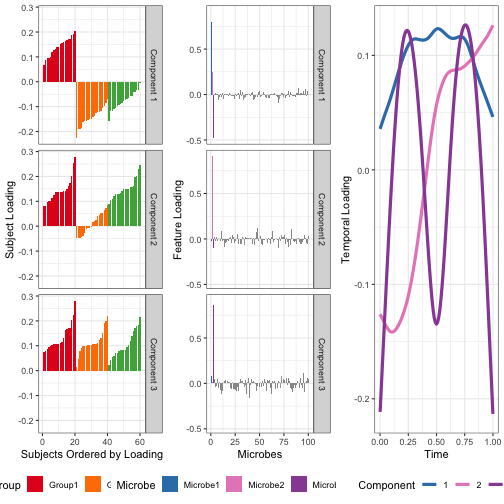 0.3
0.2
0.1
0.0
-0.1
-0.2
Component 1
0.3
0.2
0.1
0.0
-0.1
-0.2
Component 2
0.3
0.2
0.1
0.0
-0.1
-0.2
Component 3
Subject Loading
0 20 40 60
Subjects Ordered by Loading
0.5
0.0
-0.5
Component 1
0.5
0.0
-0.5
Component 2
0.5
0.0
-0.5
Component 3
Feature Loading
0 25 50 75 100
Microbes
0.1
0.0
-0.1
-0.2
Temporal Loading
0.00 0.25 0.50 0.75 1.00
Time
roup Group1 Microbe Microbe1 Microbe2 Microl Component 1 2